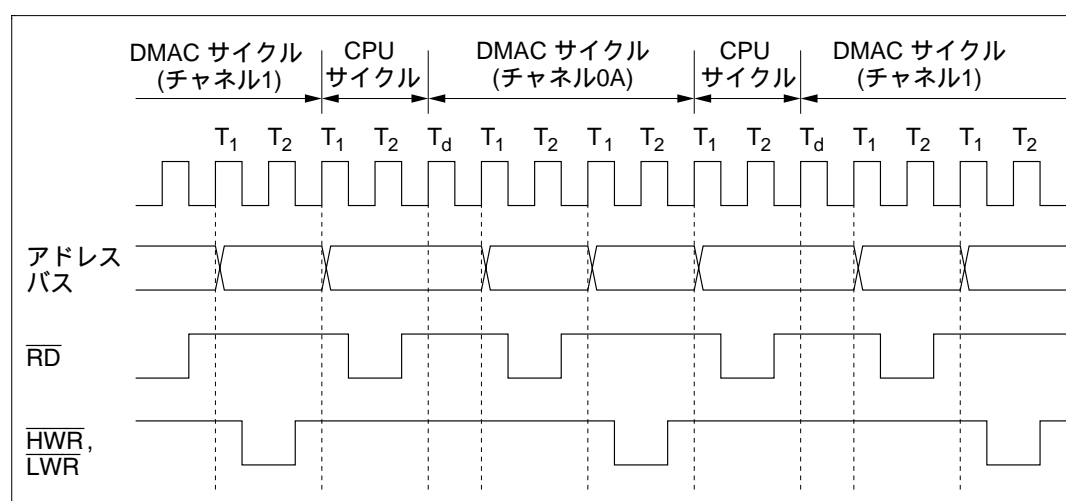 DMAC サイクル CPU DMAC サイクル CPU DMAC サイクル
(チャネル1) サイクル (チャネル0A) サイクル (チャネル1)
T1 T2 T1 T2 Td T1 T2 T1 T2 T1 T2 Td T1 T2 T1 T2
アドレス
バス
RD
HWR,
LWR